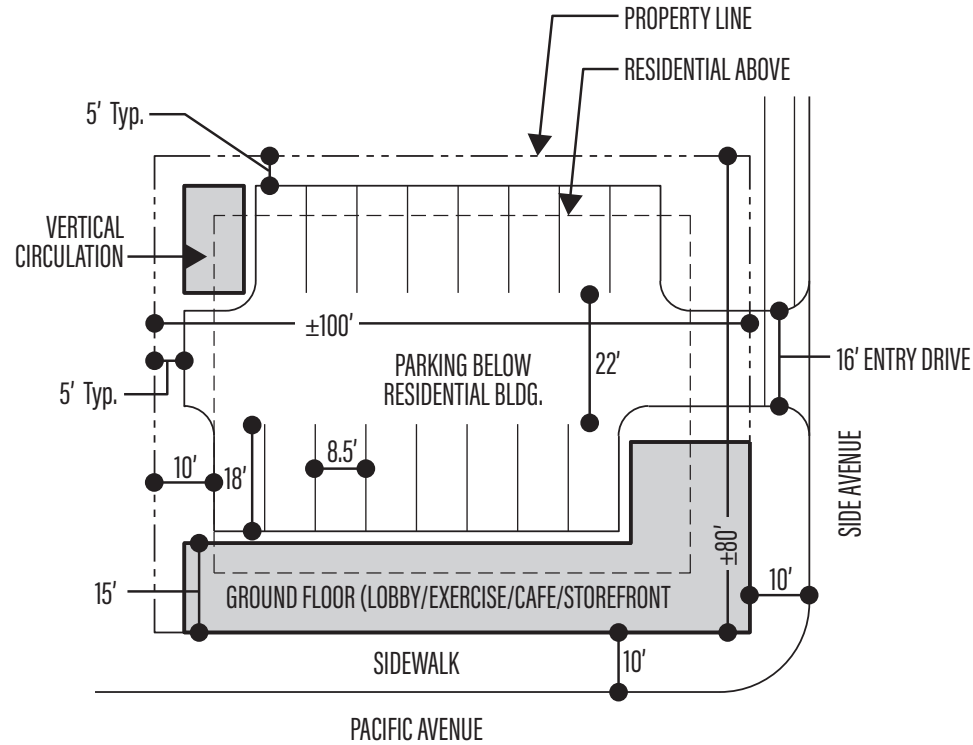 PROPERTY LINE
RESIDENTIAL ABOVE
5' Typ.
VERTICAL
CIRCULATION
±100'
PARKING BELOW
RESIDENTIAL BLDG.
22'
16' ENTRY DRIVE
5' Typ.
8.5'
10'
18'
SIDE AVENUE
±80'
15'
GROUND FLOOR (LOBBY/EXERCISE/CAFE/STOREFRONT
10'
SIDEWALK
10'
PACIFIC AVENUE